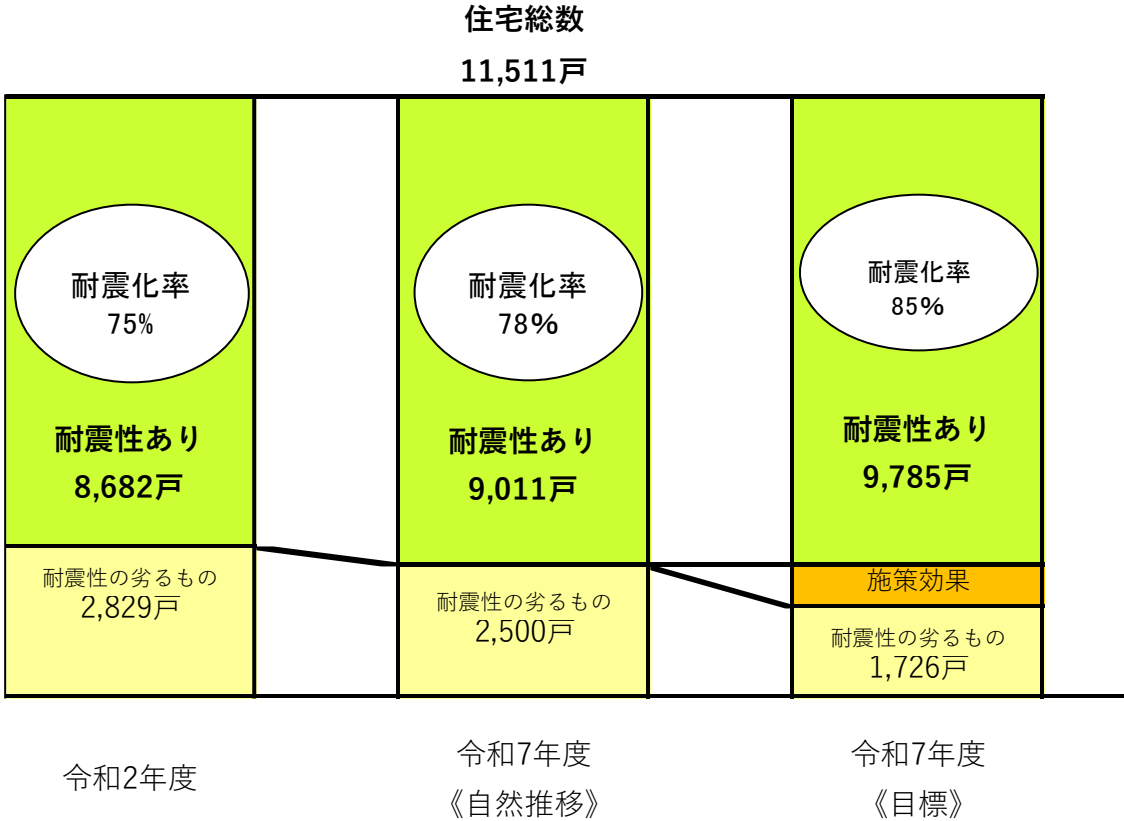 住宅総数
11,511戸
耐震化率
75%
耐震性あり
8,682戸
耐震性の劣るもの
2,829戸
令和2年度
耐震化率
78%
耐震性あり
9,011戸
耐震性の劣るもの
2,500戸
令和7年度
《自然推移》
耐震化率
85%
耐震性あり
9,785戸
施策効果
耐震性の劣るもの
1,726戸
令和7年度
《目標》